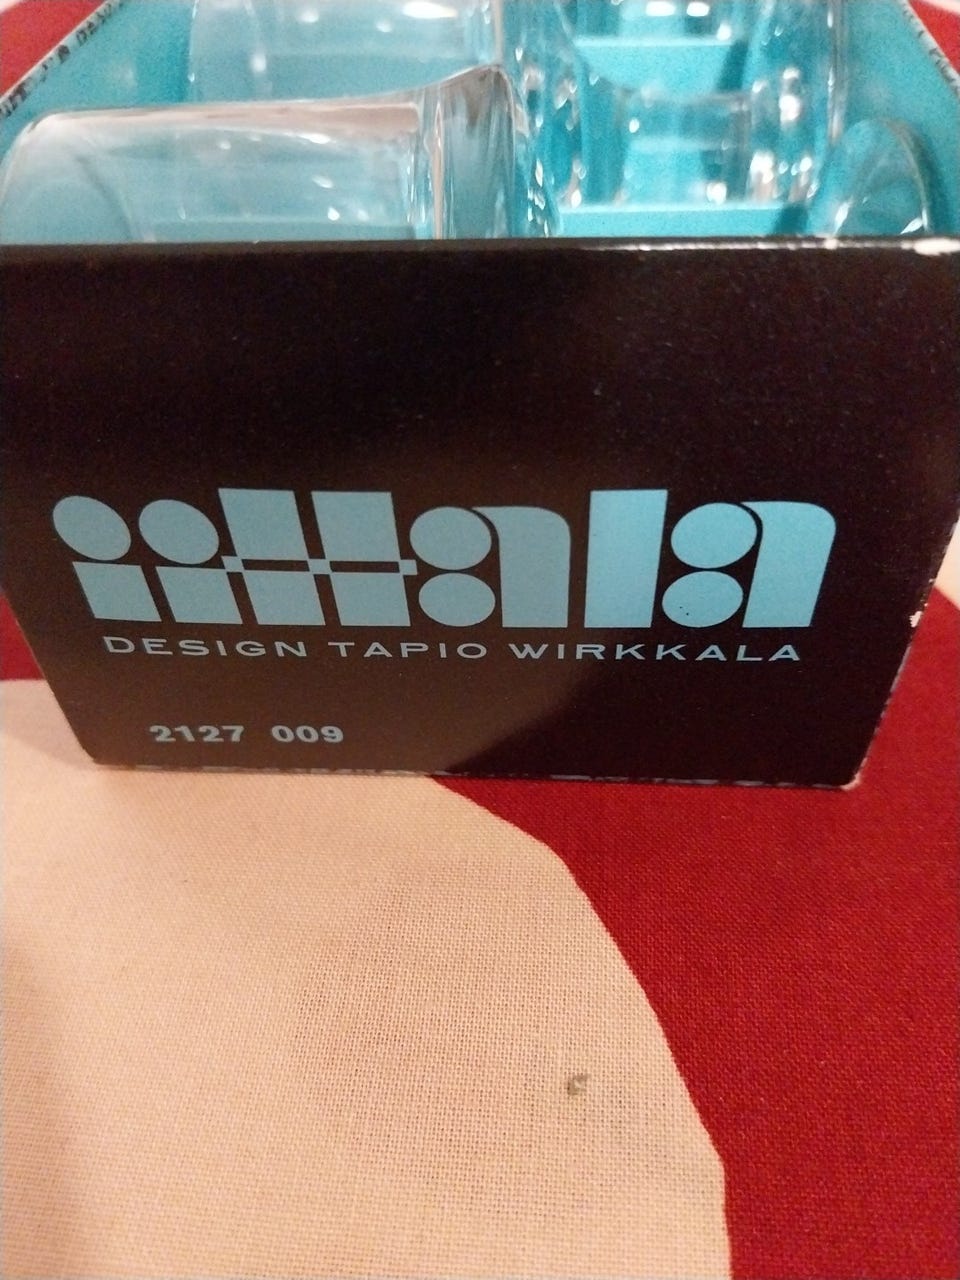 iittala
DESIGN TAPIO WIRKKALA
2127 009